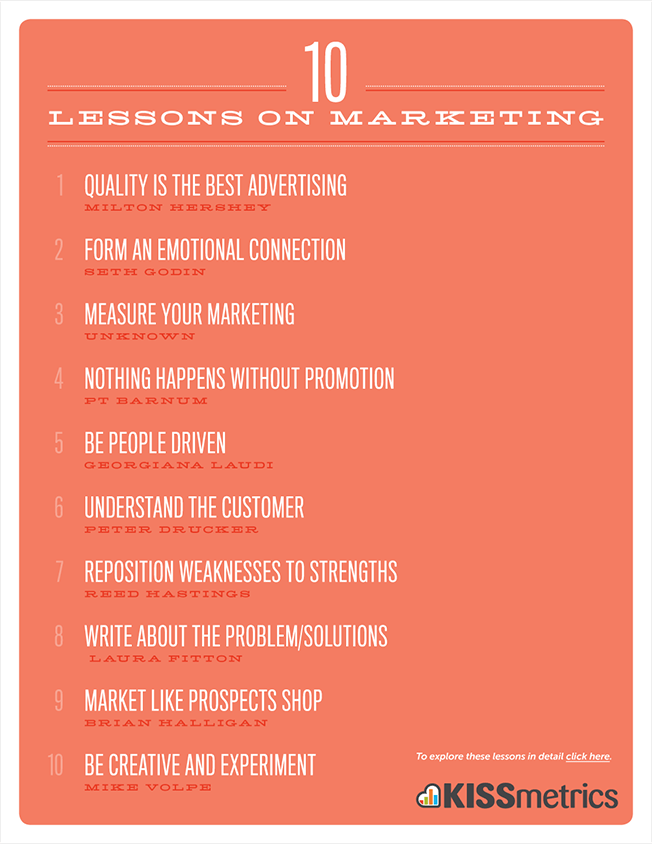 10
LESSONS ON MARKETING
1 QUALITY IS THE BEST ADVERTISING
MILTON HERSHEY
2 FORM AN EMOTIONAL CONNECTION
SETH GODIN
3 MEASURE YOUR MARKETING
UNKNOWN
4 NOTHING HAPPENS WITHOUT PROMOTION
PT BARNUM
5 BE PEOPLE DRIVEN
GEORGIANA LAUDI
6 UNDERSTAND THE CUSTOMER
PETER DRUCKER
7 REPOSITION WEAKNESSES TO STRENGTHS
REED HASTINGS
8 WRITE ABOUT THE PROBLEM/SOLUTIONS
LAURA FITTON
9 MARKET LIKE PROSPECTS SHOP
BRIAN HALLIGAN
10 BE CREATIVE AND EXPERIMENT
MIKE VOLPE
To explore these lessons in detail click here.
KISSmetrics